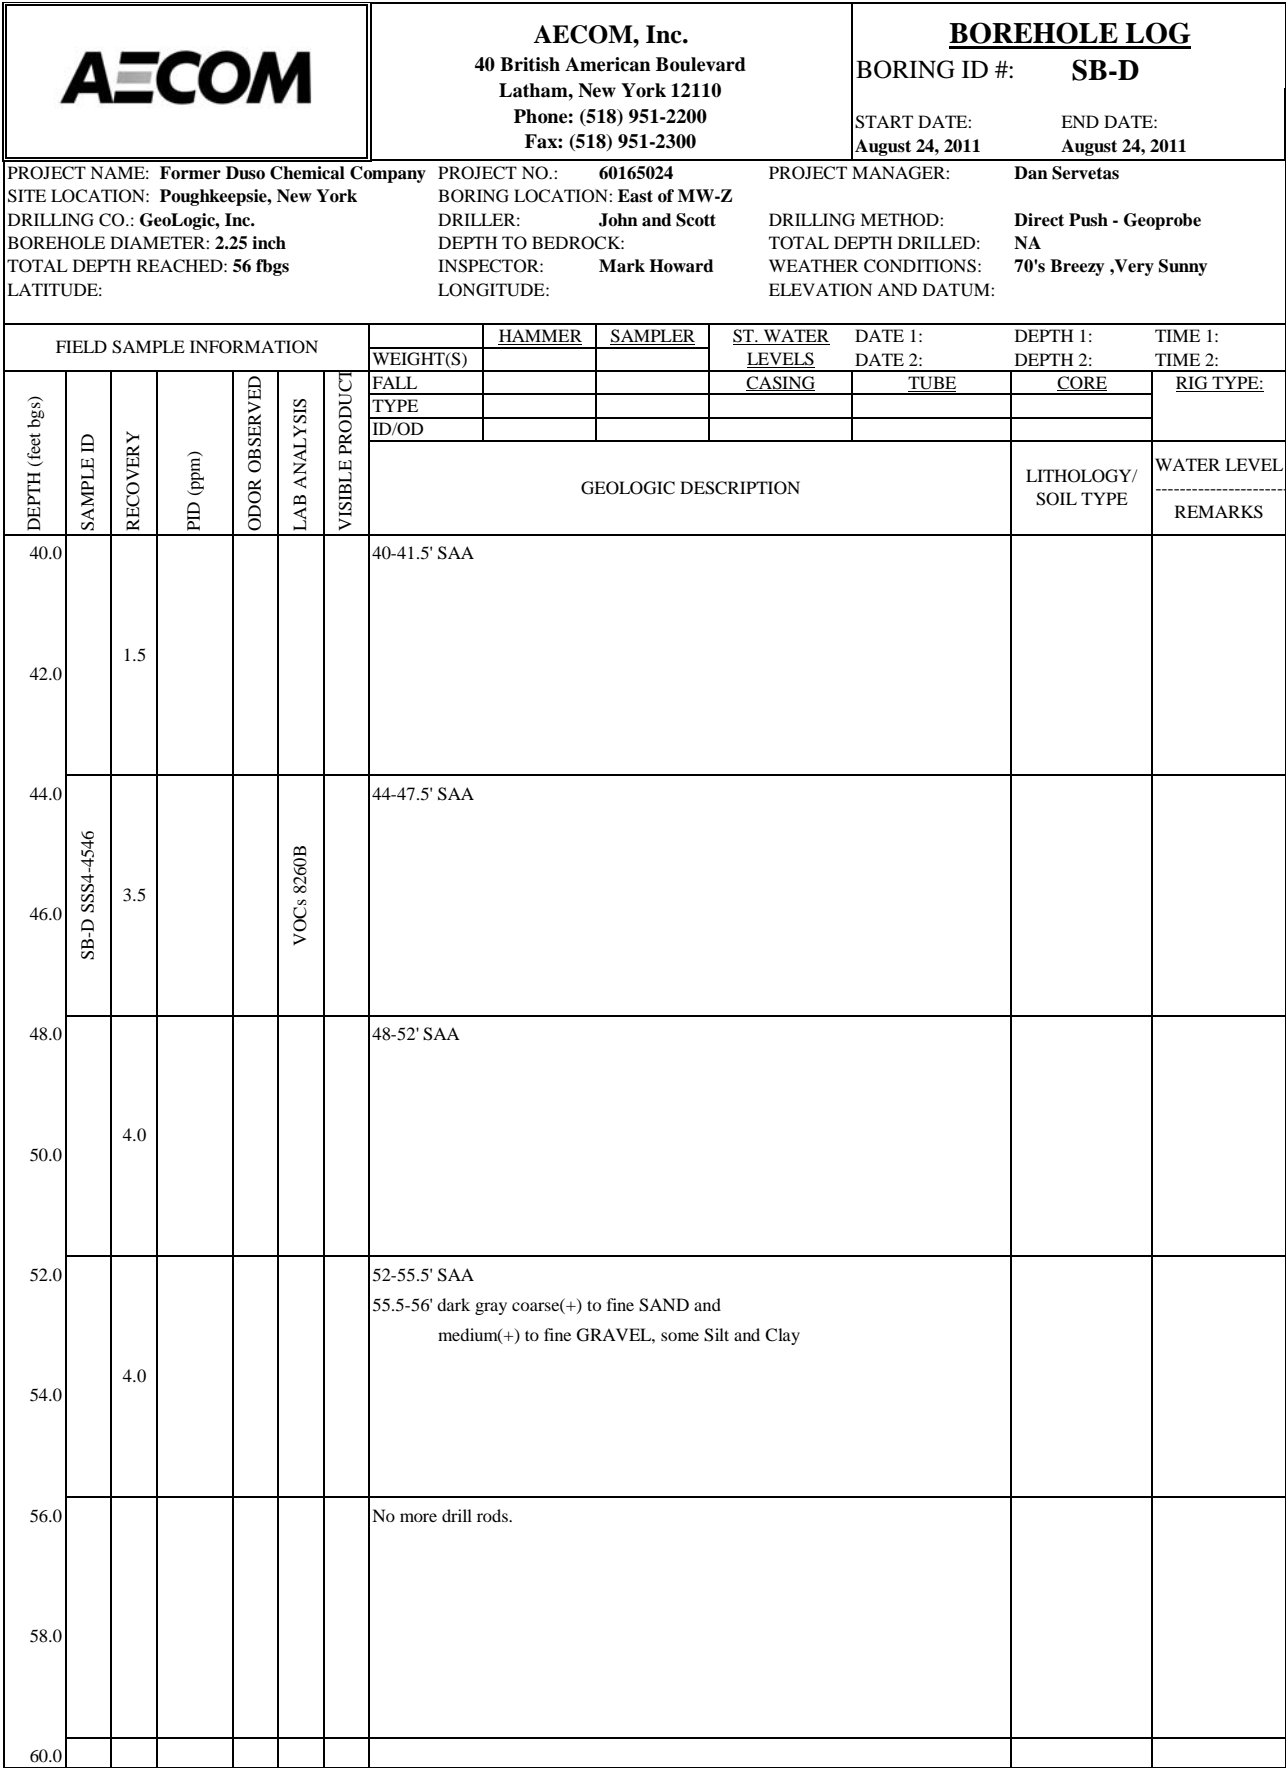 AECOM
AECOM, Inc.
40 British American Boulevard
Latham, New York 12110
Phone: (518) 951-2200
Fax: (518) 951-2300
BOREHOLE LOG
BORING ID #: SB-D
START DATE: END DATE:
August 24, 2011 August 24, 2011
PROJECT NAME: Former Duso Chemical Company PROJECT NO.: 60165024 PROJECT MANAGER: Dan Servetas
SITE LOCATION: Poughkeepsie, New York BORING LOCATION: East of MW-Z
DRILLING CO.: GeoLogic, Inc. DRILLER: John and Scott DRILLING METHOD: Direct Push - Geoprobe
BOREHOLE DIAMETER: 2.25 inch DEPTH TO BEDROCK: TOTAL DEPTH DRILLED: NA
TOTAL DEPTH REACHED: 56 fbgs INSPECTOR: Mark Howard WEATHER CONDITIONS: 70's Breezy ,Very Sunny
LATITUDE: LONGITUDE: ELEVATION AND DATUM:
FIELD SAMPLE INFORMATION
HAMMER SAMPLER ST. WATER DATE 1: DEPTH 1: TIME 1:
WEIGHT(S) LEVELS DATE 2: DEPTH 2: TIME 2:
FALL CASING TUBE CORE RIG TYPE:
TYPE
ID/OD
DEPTH (feet bgs)
SAMPLE ID
RECOVERY
PID (ppm)
ODOR OBSERVED
LAB ANALYSIS
VISIBLE PRODUCT
GEOLOGIC DESCRIPTION
LITHOLOGY/
SOIL TYPE
WATER LEVEL
----------------------
REMARKS
40.0 40-41.5' SAA
1.5
42.0
44.0 44-47.5' SAA
SB-D SSS4-4546
3.5
VOCs 8260B
46.0
48.0 48-52' SAA
4.0
50.0
52.0 52-55.5' SAA
55.5-56' dark gray coarse(+) to fine SAND and
medium(+) to fine GRAVEL, some Silt and Clay
4.0
54.0
56.0 No more drill rods.
58.0
60.0